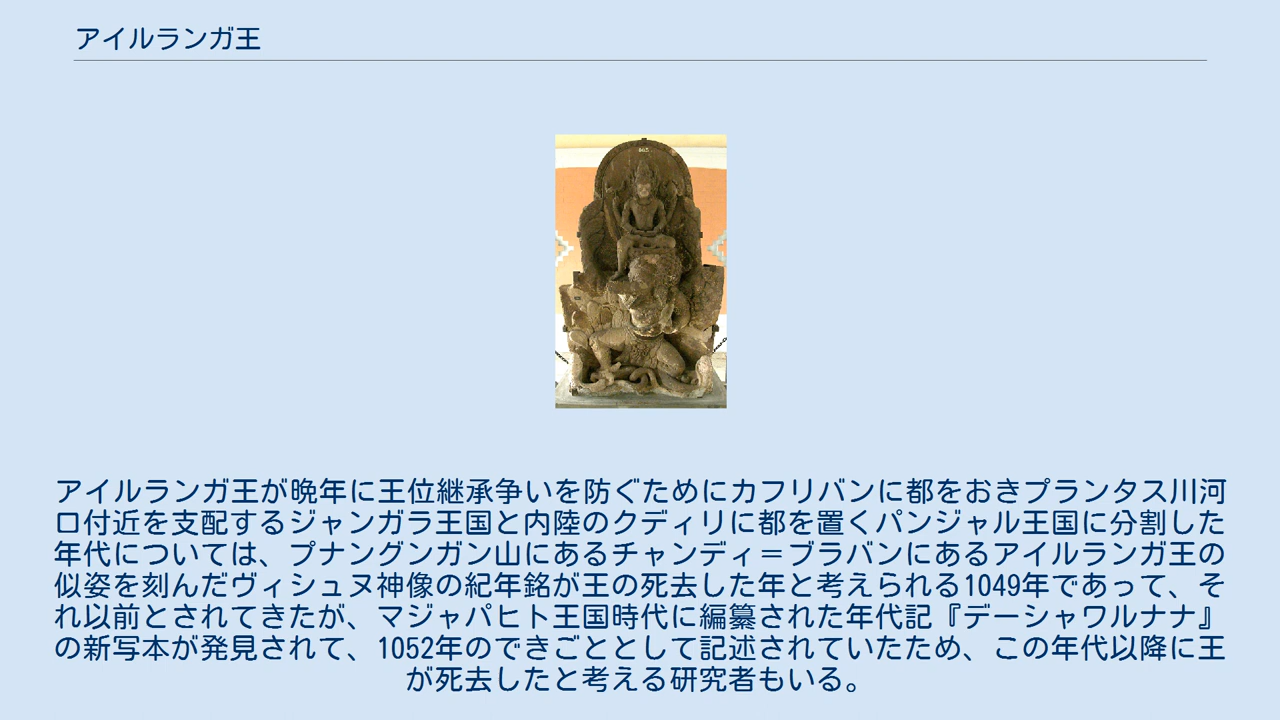 アイルランガ王
アイルランガ王が晩年に王位継承争いを防ぐためにカフリパンに都をおきブランタス川河
口付近を支配するジャンガラ王国と内陸のクディリに都を置くパンジャル王国に分割した
年代については、プナングンガン山にあるチャンディ＝ブラバンにあるアイルランガ王の
似姿を刻んだヴィシュヌ神像の紀年銘が王の死去した年と考えられる1049年であって、そ
れ以前とされてきたが、マジャパヒト王国時代に編纂された年代記『デーシャワルナナ』
の新写本が発見されて、1052年のできごととして記述されていたため、この年代以降に王
が死去したと考える研究者もいる。